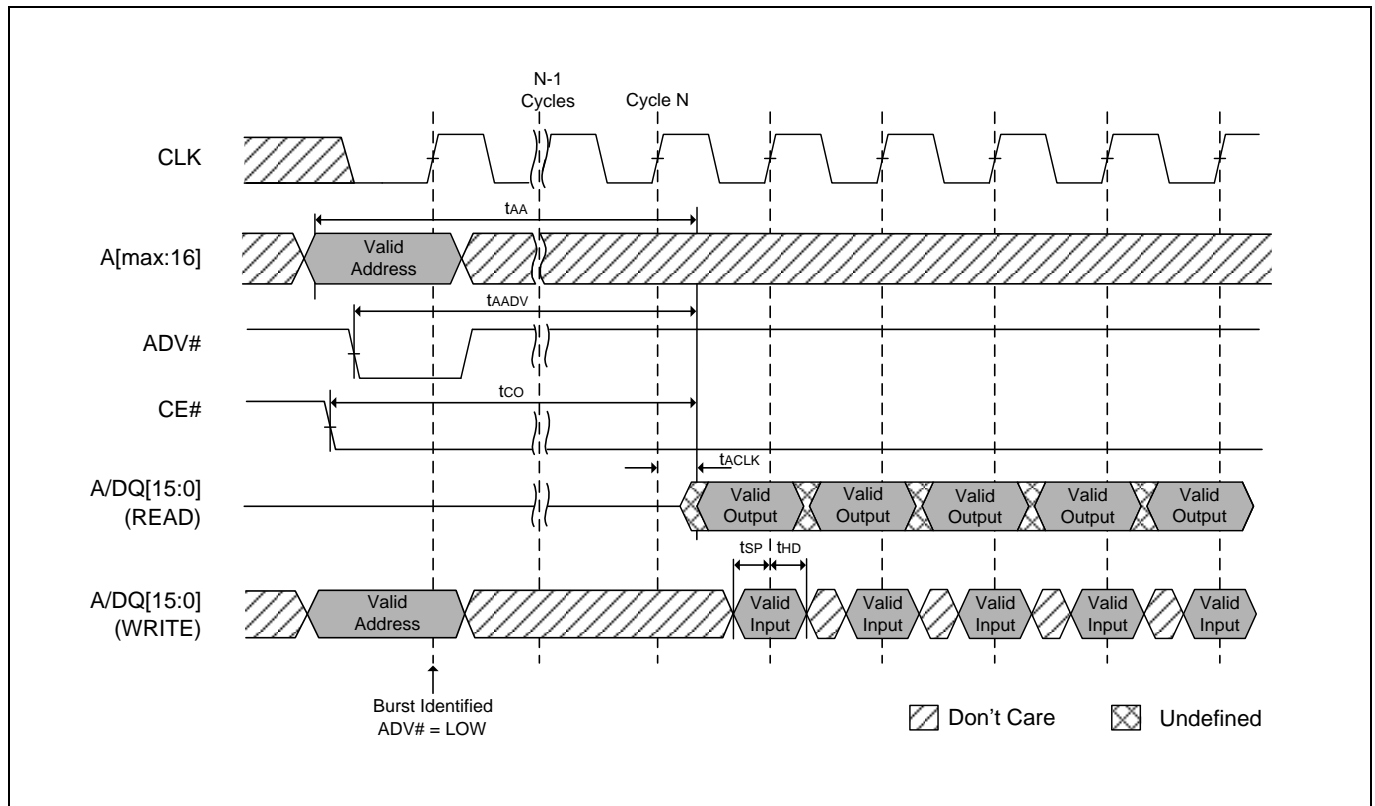 N-1
Cycles
Cycle N
CLK
tAA
A[max:16]
Valid
Address
tAADV
ADV#
tCO
CE#
tACLK
A/DQ[15:0]
(READ)
Valid
Output
Valid
Output
Valid
Output
Valid
Output
Valid
Output
tSP
tHD
A/DQ[15:0]
(WRITE)
Valid
Address
Valid
Input
Valid
Input
Valid
Input
Valid
Input
Valid
Input
Burst Identified
ADV# = LOW
Don't Care
Undefined